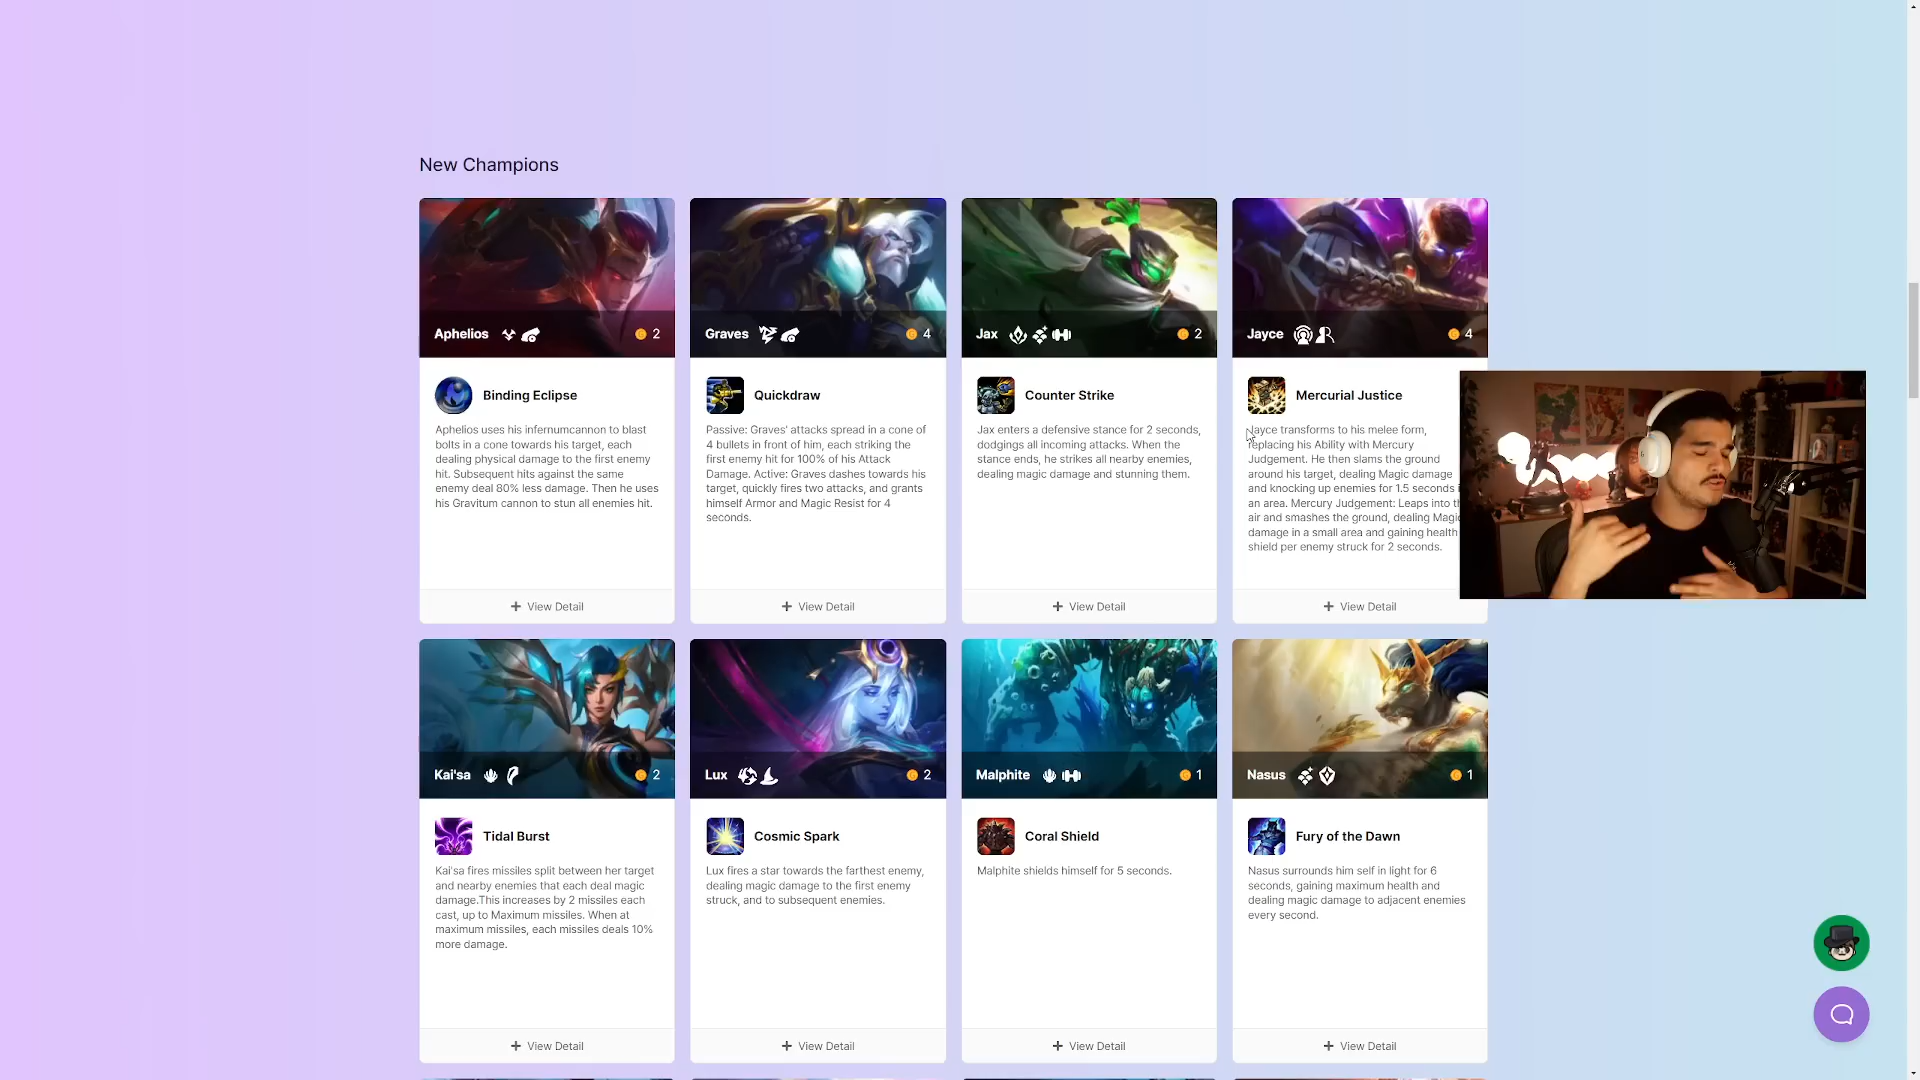 New Champions
Aphelios 2
Graves 4
Jax 2
Jayce 4
Binding Eclipse
Aphelios uses his infernumcannon to blast
bolts in a cone towards his target, each
dealing physical damage to the first enemy
hit. Subsequent hits against the same
enemy deal 80% less damage. Then he uses
his Gravitum cannon to stun all enemies hit.
Quickdraw
Passive: Graves' attacks spread in a cone of
4 bullets in front of him, each striking the
first enemy hit for 100% of his Attack
Damage. Active: Graves dashes towards his
target, quickly fires two attacks, and grants
himself Armor and Magic Resist for 4
seconds.
Counter Strike
Jax enters a defensive stance for 2 seconds,
dodgings all incoming attacks. When the
stance ends, he strikes all nearby enemies,
dealing magic damage and stunning them.
Mercurial Justice
Jayce transforms to his melee form,
replacing his Ability with Mercury
Judgement. He then slams the ground
around his target, dealing Magic damage
and knocking up enemies for 1.5 seconds
an area. Mercury Judgement: Leaps into
air and smashes the ground, dealing Magic
damage in a small area and gaining health
shield per enemy struck for 2 seconds.
+ View Detail
+ View Detail
+ View Detail
+ View Detail
Kai'sa 2
Lux 2
Malphite 1
Nasus 1
Tidal Burst
Kai'sa fires missiles split between her target
and nearby enemies that each deal magic
damage.This increases by 2 missiles each
cast, up to Maximum missiles. When at
maximum missiles, each missiles deals 10%
more damage.
Cosmic Spark
Lux fires a star towards the farthest enemy,
dealing magic damage to the first enemy
struck, and to subsequent enemies.
Coral Shield
Malphite shields himself for 5 seconds.
Fury of the Dawn
Nasus surrounds him self in light for 6
seconds, gaining maximum health and
dealing magic damage to adjacent enemies
every second.
+ View Detail
+ View Detail
+ View Detail
+ View Detail